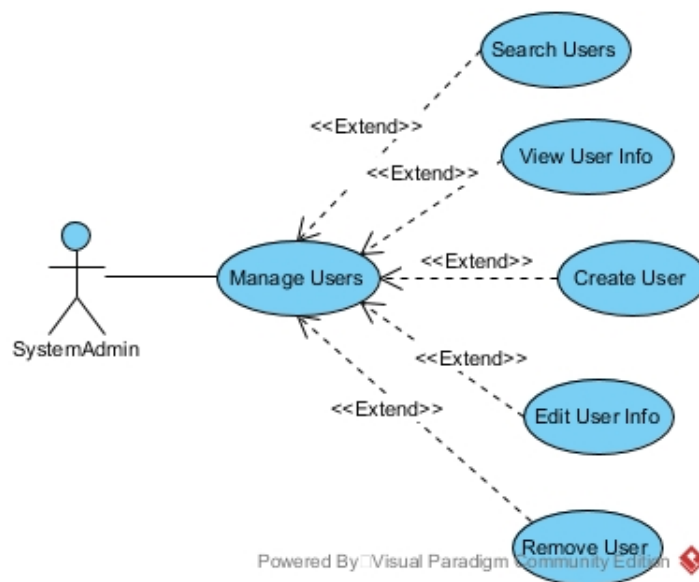 Search Users
<<Extend>>
View User Info
<<Extend>>
<<Extend>>
Manage Users
Create User
SystemAdmin
<<Extend>>
<<Extend>>
Edit User Info
Remove User
Powered By Visual Paradigm Community Edition